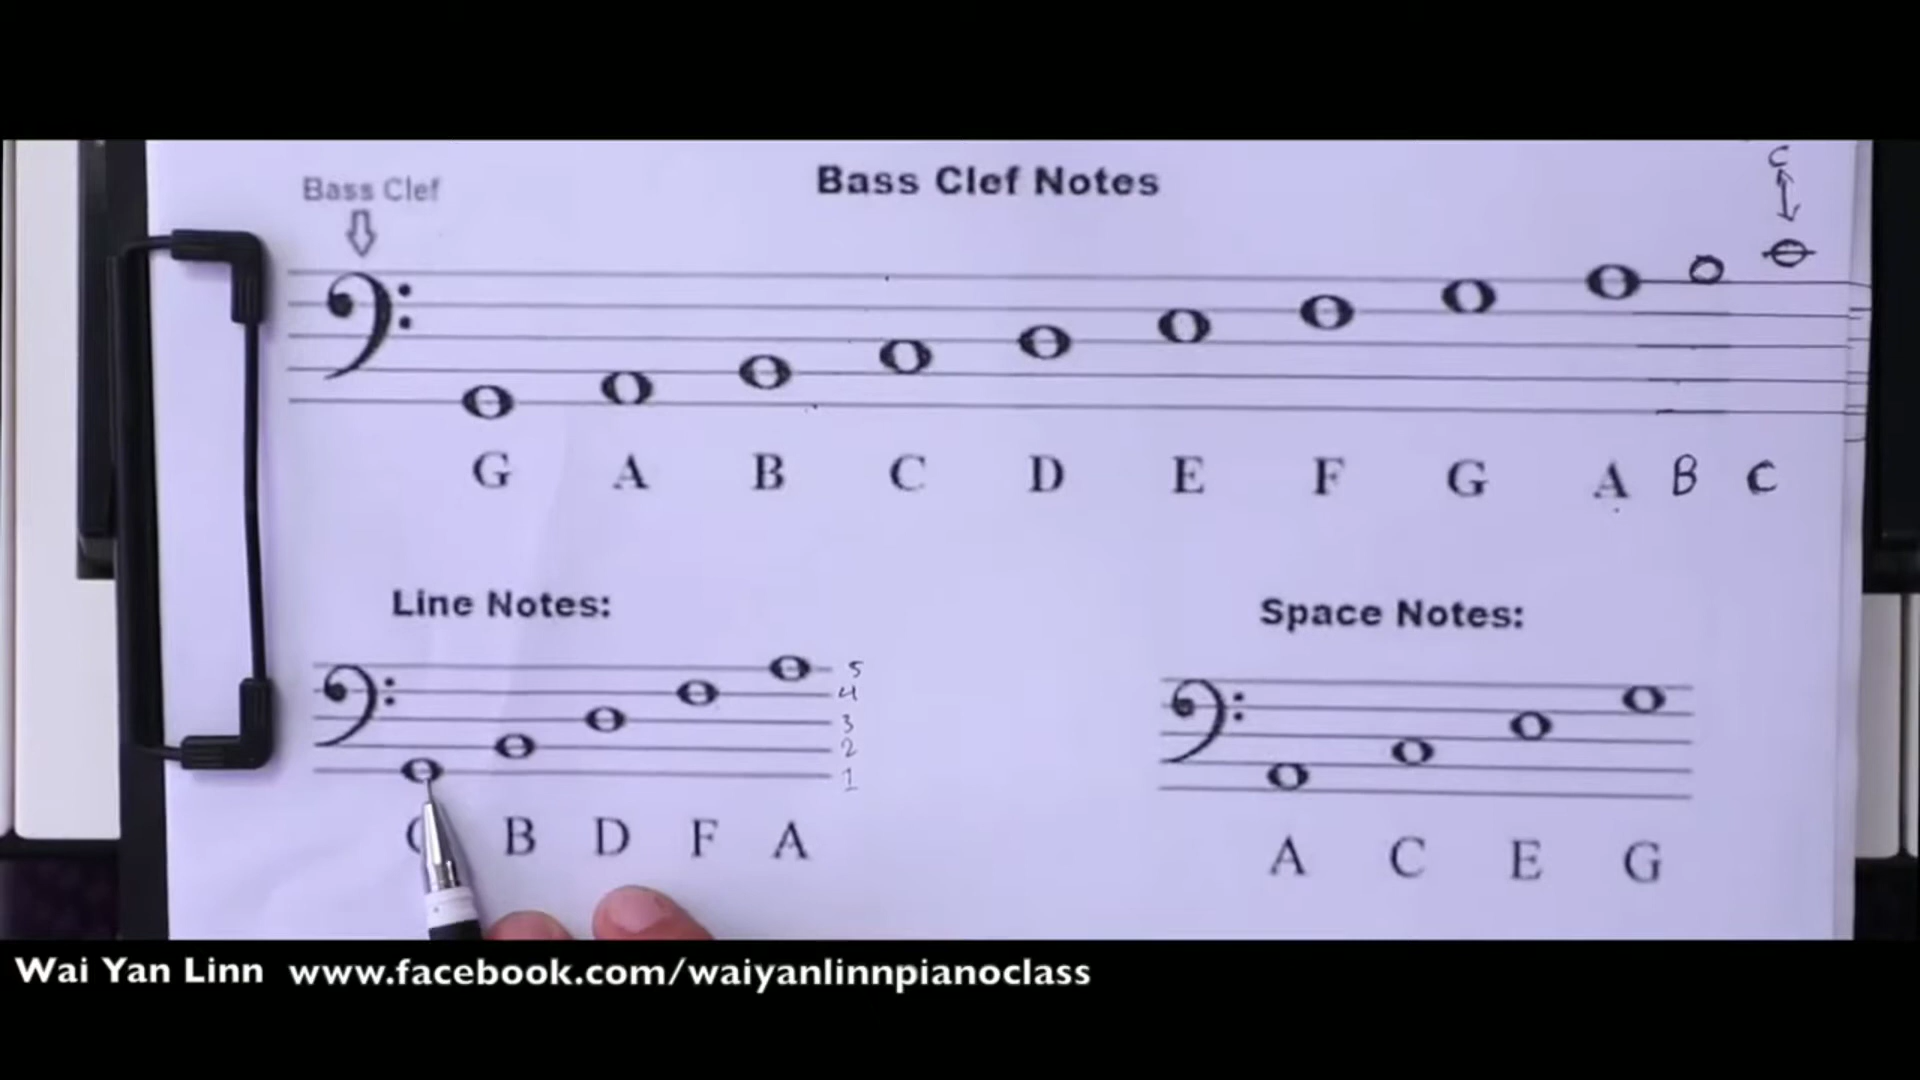 C
Bass Clef
Bass Clef Notes
G A B C D E F G A B C
Line Notes:
5
4
3
2
1
B D F A
Space Notes:
A C E G
Wai Yan Linn www.facebook.com/waiyanlinnpianoclass